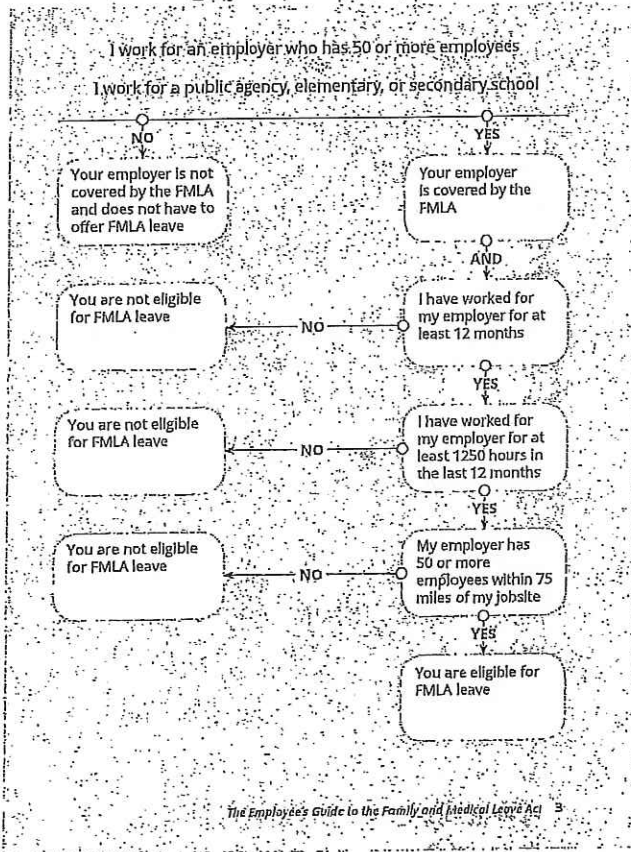 I work for an employer who has 50 or more employees
I work for a public agency, elementary, or secondary school
NO
YES
Your employer is not
covered by the FMLA
and does not have to
offer FMLA leave
Your employer
is covered by the
FMLA
AND
You are not eligible
for FMLA leave
NO
I have worked for
my employer for at
least 12 months
YES
You are not eligible
for FMLA leave
NO
I have worked for
my employer for at
least 1250 hours in
the last 12 months
YES
You are not eligible
for FMLA leave
NO
My employer has
50 or more
employees within 75
miles of my jobsite
YES
You are eligible for
FMLA leave
The Employee's Guide to the Family and Medical Leave Act 3